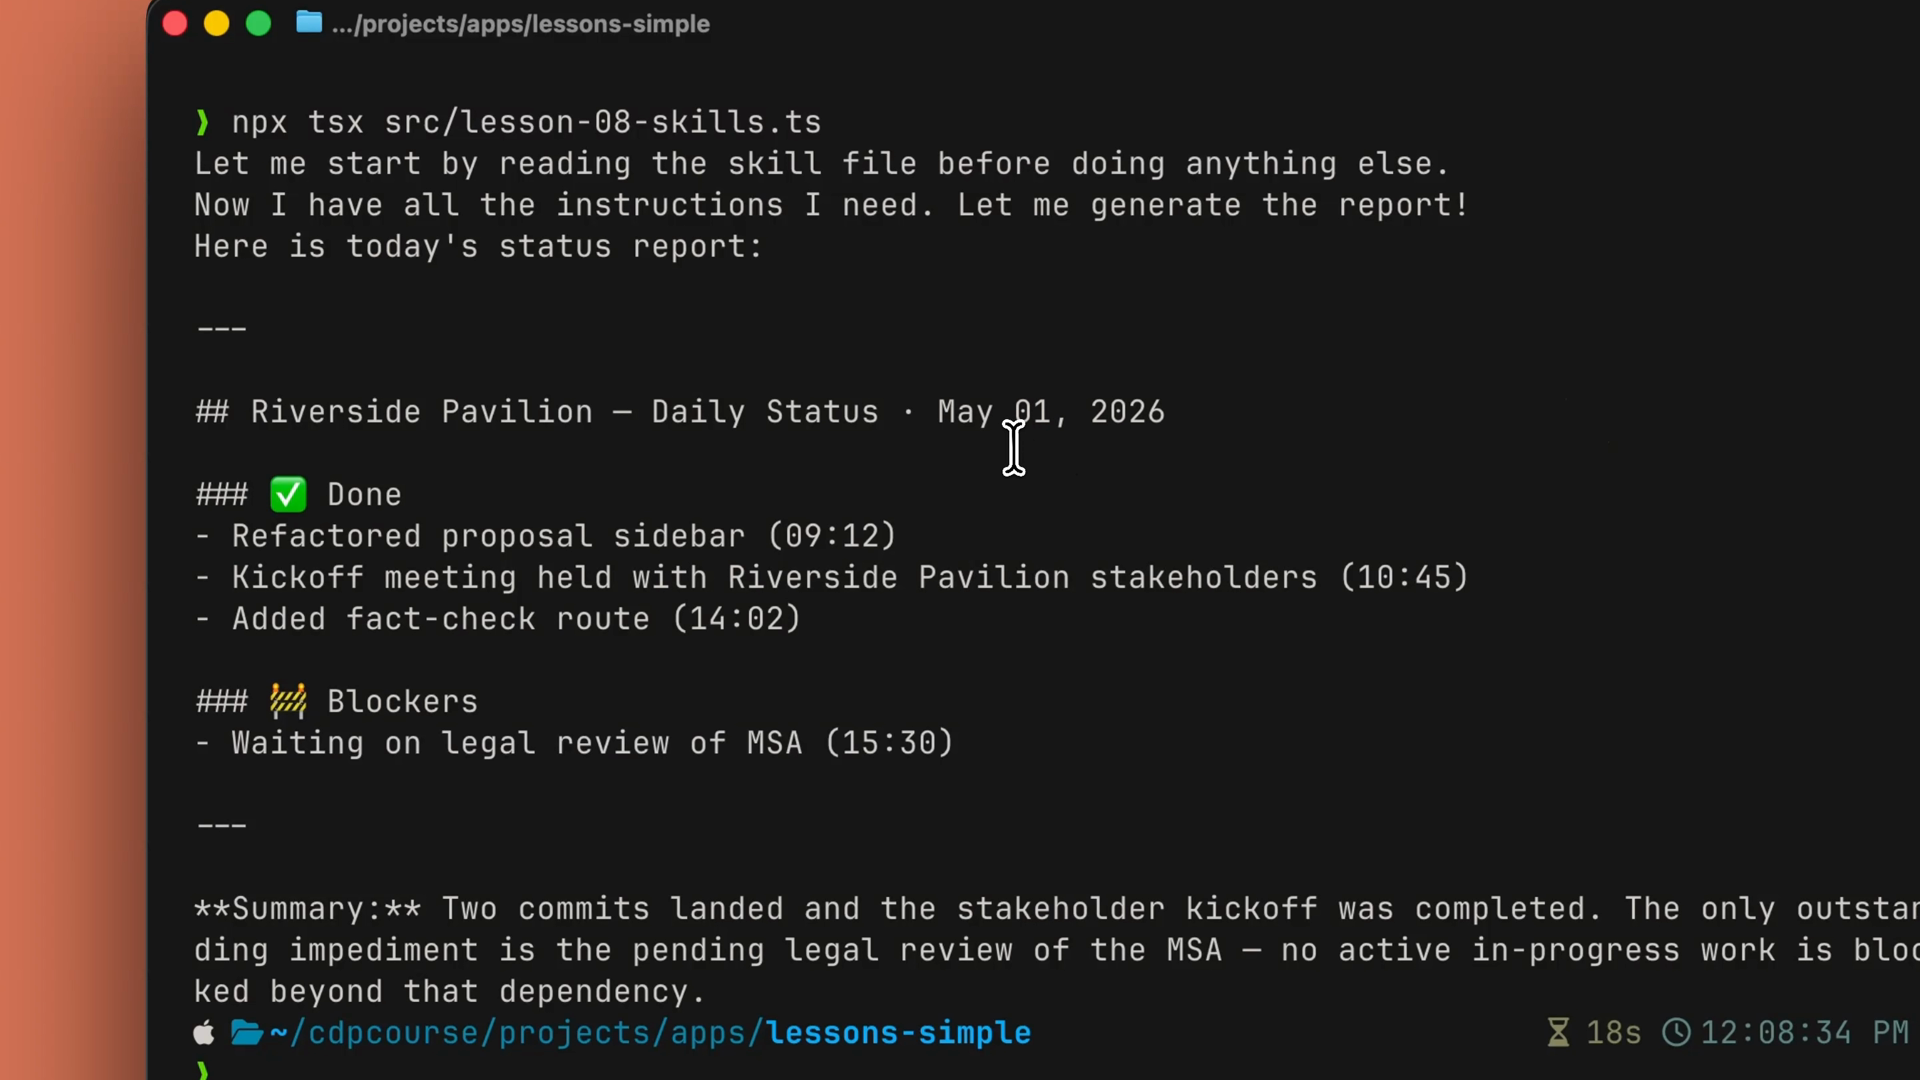 .../projects/apps/lessons-simple
❯ npx tsx src/lesson-08-skills.ts
Let me start by reading the skill file before doing anything else.
Now I have all the instructions I need. Let me generate the report!
Here is today's status report:
---
## Riverside Pavilion — Daily Status · May 01, 2026
### ✅ Done
- Refactored proposal sidebar (09:12)
- Kickoff meeting held with Riverside Pavilion stakeholders (10:45)
- Added fact-check route (14:02)
### 🚧 Blockers
- Waiting on legal review of MSA (15:30)
---
**Summary:** Two commits landed and the stakeholder kickoff was completed. The only outstan
ding impediment is the pending legal review of the MSA — no active in-progress work is bloc
ked beyond that dependency.
~/cdpcourse/projects/apps/lessons-simple 18s 12:08:34 PM
❯